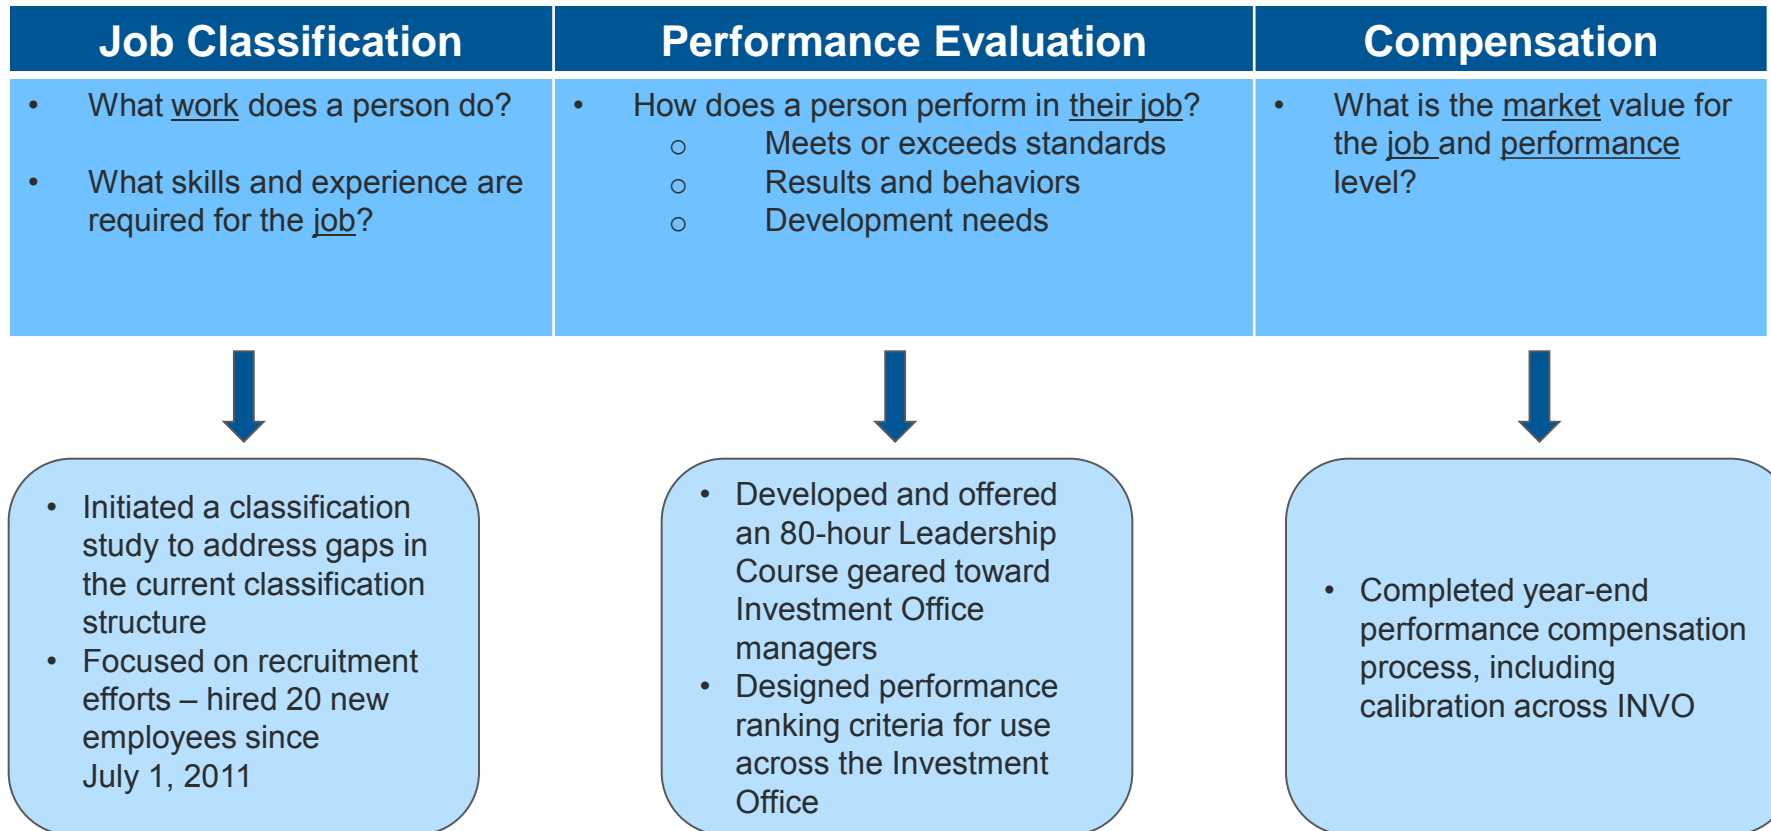 Job Classification
• What work does a person do?
• What skills and experience are
required for the job?
Performance Evaluation
• How does a person perform in their job?
o Meets or exceeds standards
o Results and behaviors
o Development needs
Compensation
• What is the market value for
the job and performance
level?
• Initiated a classification
study to address gaps in
the current classification
structure
• Focused on recruitment
efforts – hired 20 new
employees since
July 1, 2011
• Developed and offered
an 80-hour Leadership
Course geared toward
Investment Office
managers
• Designed performance
ranking criteria for use
across the Investment
Office
• Completed year-end
performance compensation
process, including
calibration across INVO